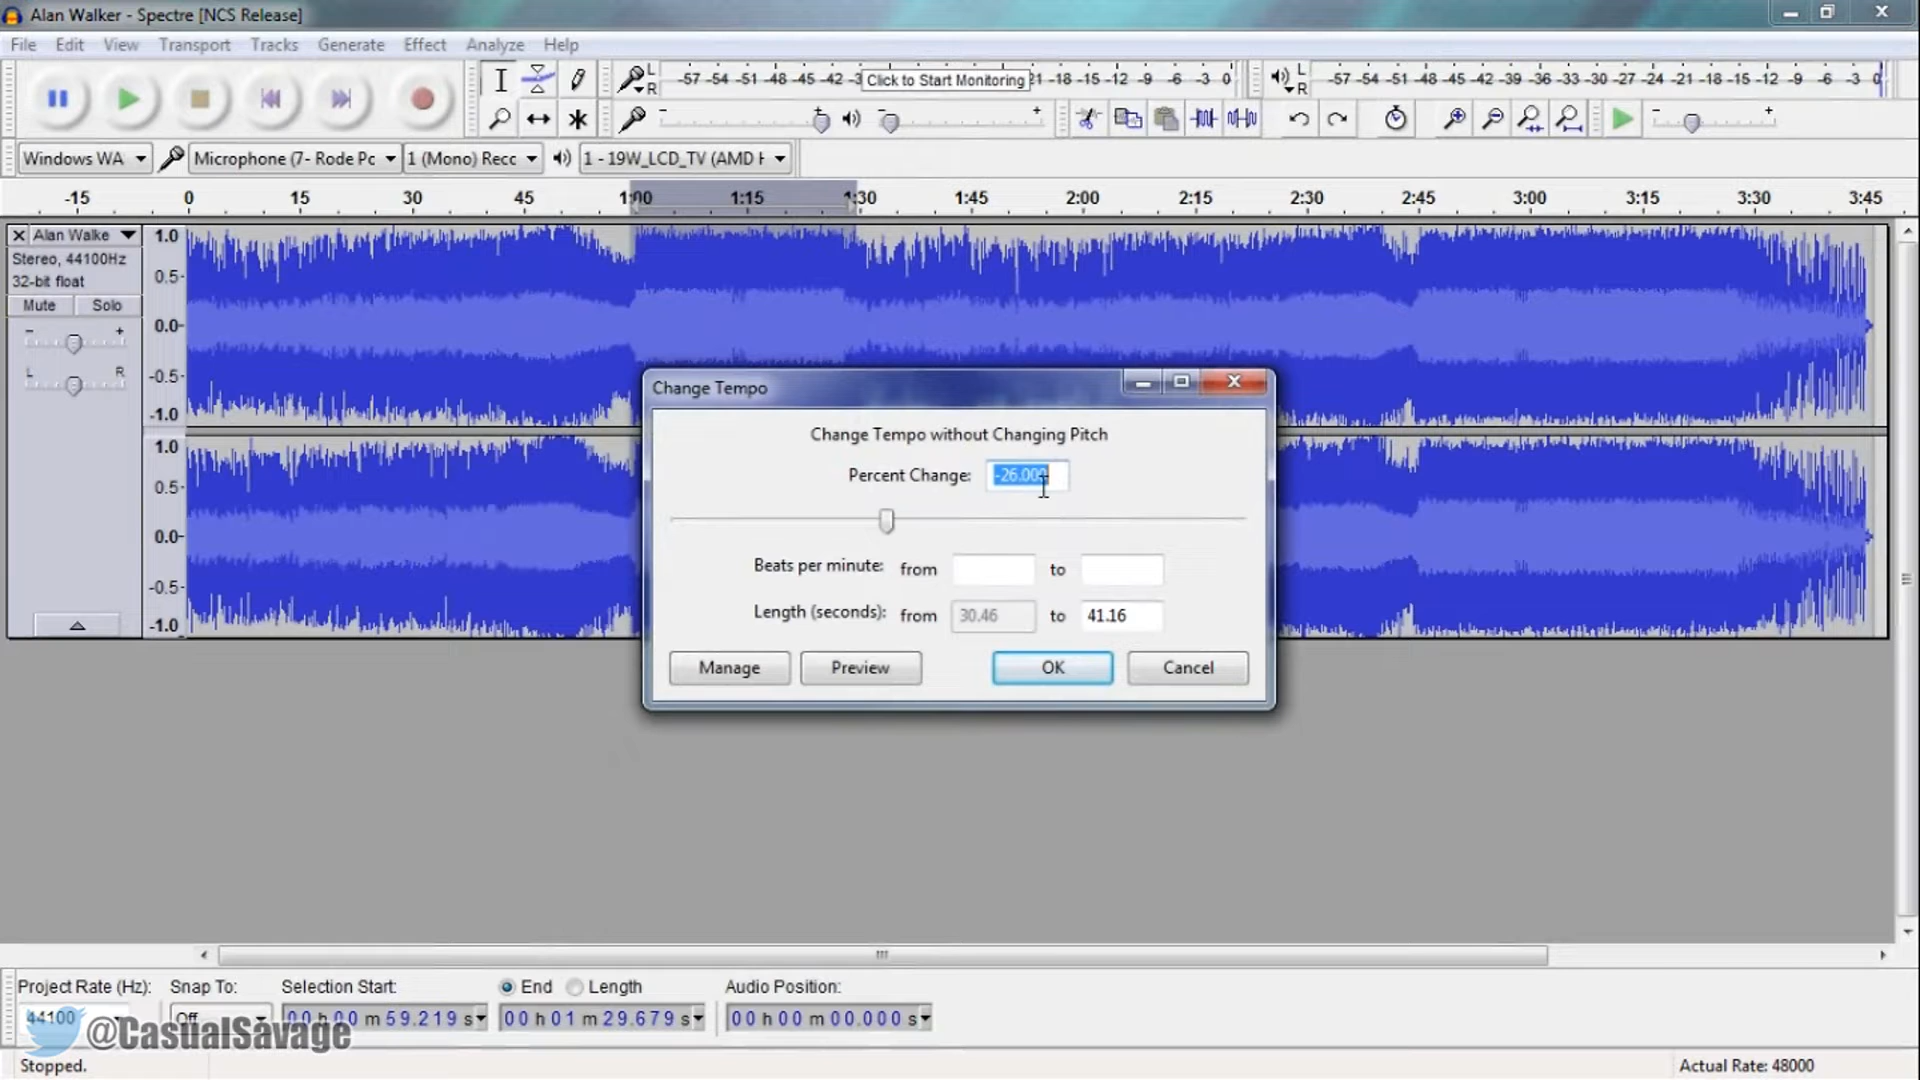 Alan Walker - Spectre [NCS Release]
File Edit View Transport Tracks Generate Effect Analyze Help
L R -57 -54 -51 -48 -45 -42 -3 Click to Start Monitoring 21 -18 -15 -12 -9 -6 -3 0 L R -57 -54 -51 -48 -45 -42 -39 -36 -33 -30 -27 -24 -21 -18 -15 -12 -9 -6 -3 0
- + - + - +
Windows WA Microphone (7- Rode Pc 1 (Mono) Recc 1 - 19W_LCD_TV (AMD H
-15 0 15 30 45 1:00 1:15 1:30 1:45 2:00 2:15 2:30 2:45 3:00 3:15 3:30 3:45
X Alan Walke 1.0
Stereo, 44100Hz
0.5-
32-bit float
Mute Solo
0.0-
- +
L R
-0.5-
-1.0
1.0
0.5-
0.0-
-0.5-
-1.0
Change Tempo
Change Tempo without Changing Pitch
Percent Change: -26.000
Beats per minute: from to
Length (seconds): from 30.46 to 41.16
Manage Preview OK Cancel
Project Rate (Hz): Snap To: Selection Start: End Length Audio Position:
44100 Off 00 h 00 m 59.219 s 00 h 01 m 29.679 s 00 h 00 m 00.000 s
@CasualSavage
Stopped. Actual Rate: 48000